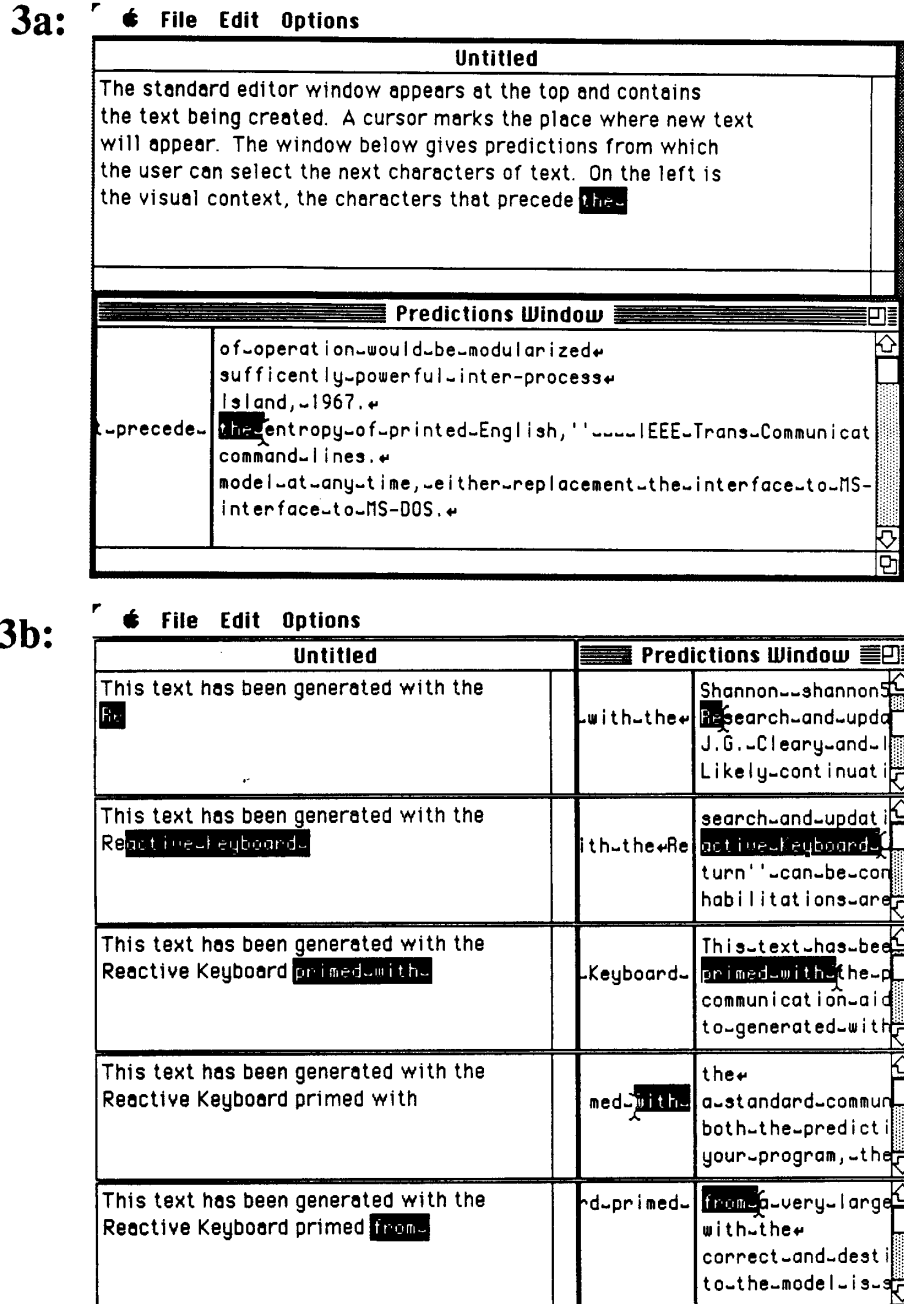 3a:
File Edit Options
Untitled
The standard editor window appears at the top and contains
the text being created. A cursor marks the place where new text
will appear. The window below gives predictions from which
the user can select the next characters of text. On the left is
the visual context, the characters that precede the␣
Predictions Window
of␣operation␣would␣be␣modularized↵
sufficently␣powerful␣inter-process↵
Island,␣1967.↵
t␣precede␣ the␣entropy␣of␣printed␣English,''␣␣␣␣IEEE␣Trans␣Communicat
command␣lines.↵
model␣at␣any␣time,␣either␣replacement␣the␣interface␣to␣MS-
interface␣to␣MS-DOS.↵
3b:
File Edit Options
Untitled
Predictions Window
This text has been generated with the
Re
␣with␣the↵
Shannon␣␣shannon5
Research␣and␣upda
J.G.␣Cleary␣and␣I
Likely␣continuati
This text has been generated with the
Reactive␣Keyboard␣
ith␣the↵Re
search␣and␣updati
active␣Keyboard␣
turn''␣can␣be␣con
habilitations␣are
This text has been generated with the
Reactive Keyboard primed␣with␣
␣Keyboard␣
This␣text␣has␣bee
primed␣with␣the␣p
communication␣aid
to␣generated␣with
This text has been generated with the
Reactive Keyboard primed with
med␣with␣
the↵
a␣standard␣commun
both␣the␣predicti
your␣program,␣the
This text has been generated with the
Reactive Keyboard primed from␣
rd␣primed␣
from␣a␣very␣large
with␣the↵
correct␣and␣desti
to␣the␣model␣is␣s